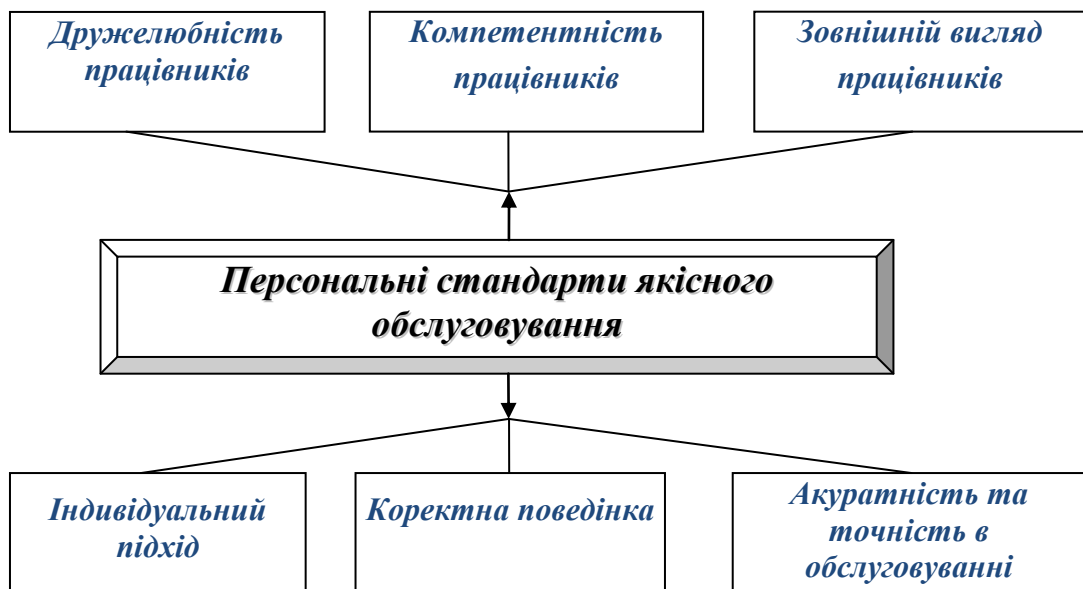 Дружелюбність
працівників
Компетентність
працівників
Зовнішній вигляд
працівників
Персональні стандарти якісного
обслуговування
Індивідуальний
підхід
Коректна поведінка
Акуратність та
точність в
обслуговуванні